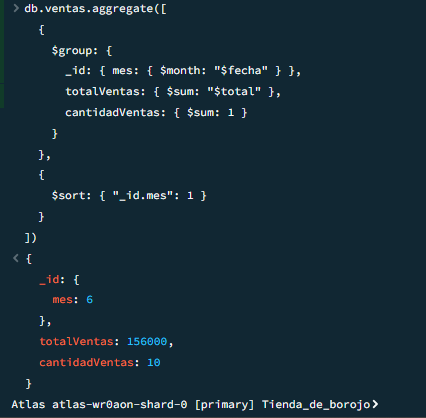 > db.ventas.aggregate([
{
$group: {
_id: { mes: { $month: "$fecha" } },
totalVentas: { $sum: "$total" },
cantidadVentas: { $sum: 1 }
}
},
{
$sort: { "_id.mes": 1 }
}
])
< {
_id: {
mes: 6
},
totalVentas: 156000,
cantidadVentas: 10
}
Atlas atlas-wr0aon-shard-0 [primary] Tienda_de_borojo>